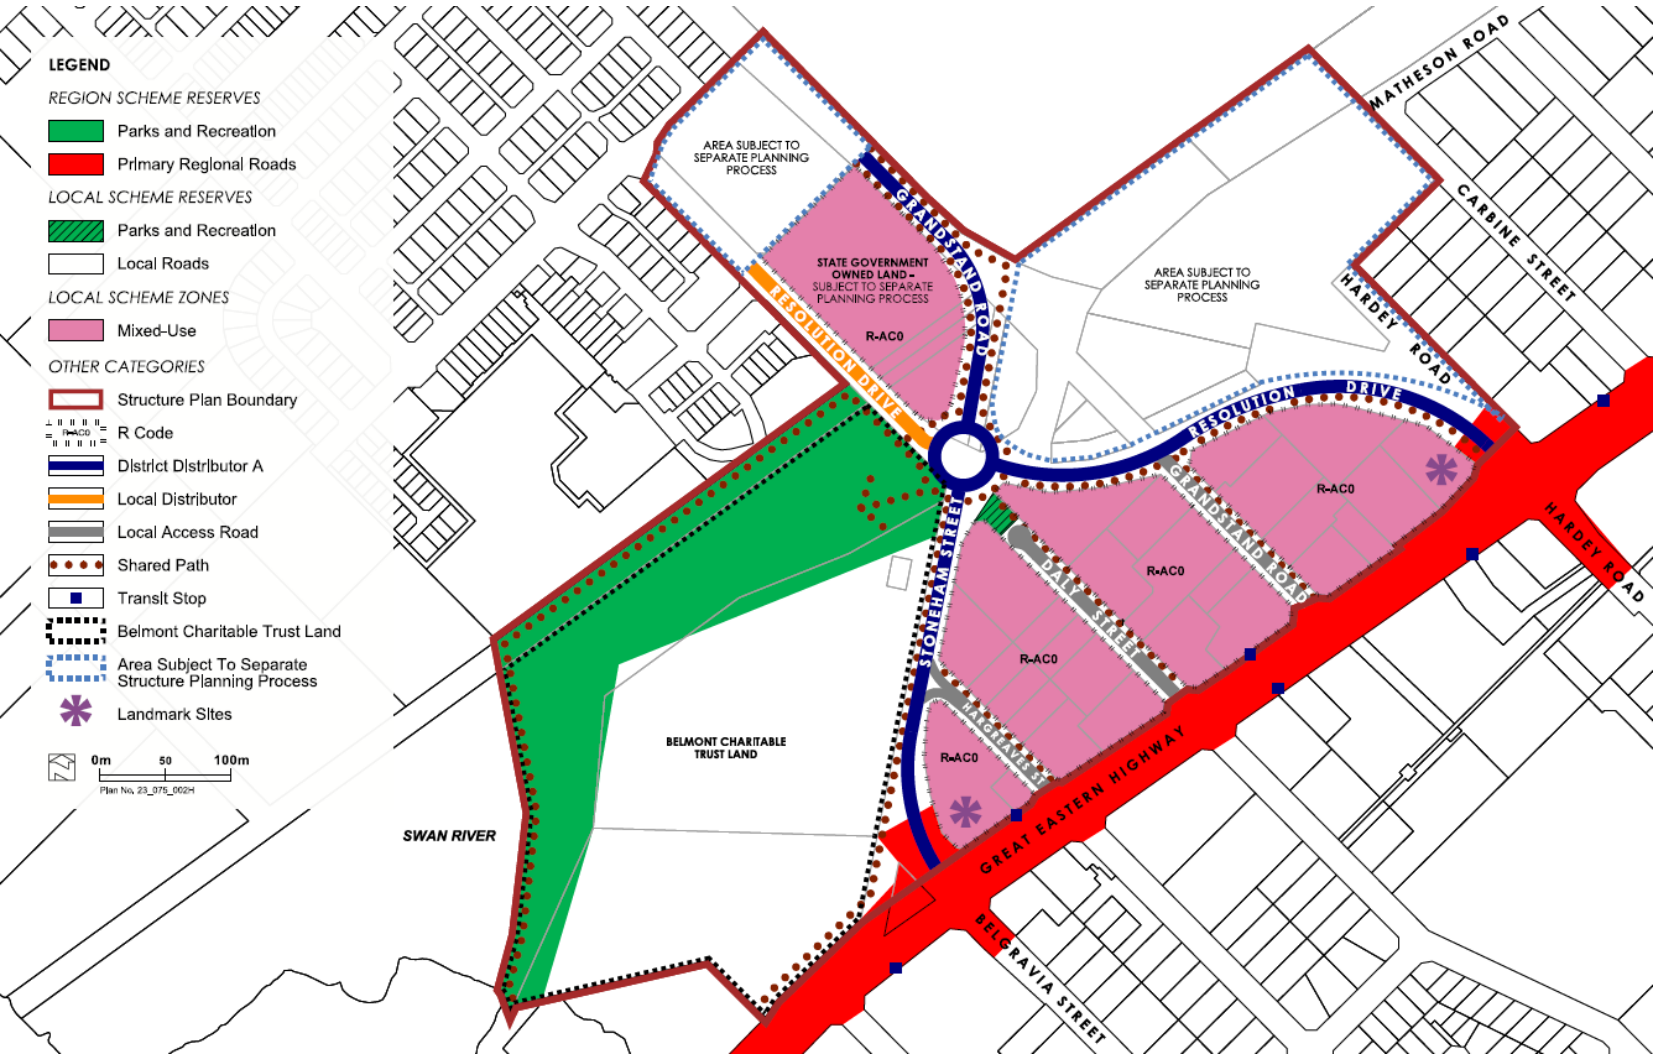 LEGEND
REGION SCHEME RESERVES
Parks and Recreation
Primary Regional Roads
LOCAL SCHEME RESERVES
Parks and Recreation
Local Roads
LOCAL SCHEME ZONES
Mixed-Use
OTHER CATEGORIES
Structure Plan Boundary
R-AC0
R Code
District Distributor A
Local Distributor
Local Access Road
Shared Path
Transit Stop
Belmont Charitable Trust Land
Area Subject To Separate
Structure Planning Process
Landmark Sites
0m 50 100m
Plan No. 23_075_002H
AREA SUBJECT TO
SEPARATE PLANNING
PROCESS
GRANDSTAND ROAD
STATE GOVERNMENT
OWNED LAND –
SUBJECT TO SEPARATE
PLANNING PROCESS
R-AC0
RESOLUTION DRIVE
AREA SUBJECT TO
SEPARATE PLANNING
PROCESS
MATHESON ROAD
CARBINE STREET
HARDEY ROAD
RESOLUTION DRIVE
R-AC0
GRANDSTAND ROAD
HARDEY ROAD
R-AC0
DALY STREET
STONEHAM STREET
R-AC0
HARGREAVES ST
R-AC0
BELMONT CHARITABLE
TRUST LAND
GREAT EASTERN HIGHWAY
SWAN RIVER
BELGRAVIA STREET